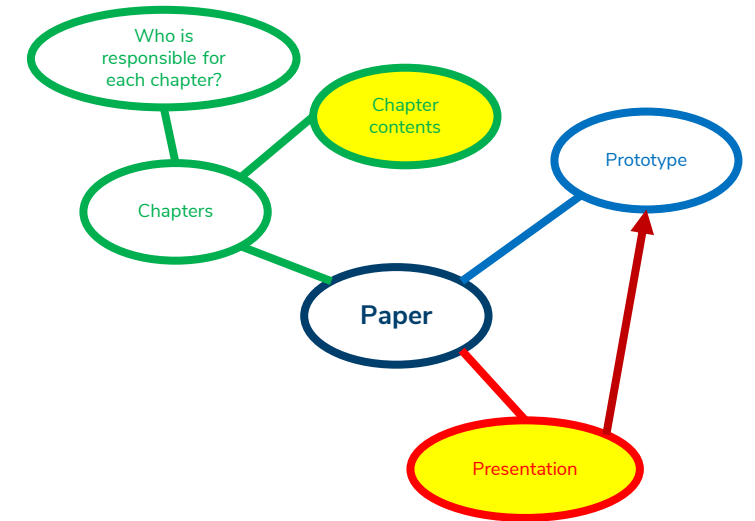 Who is
responsible for
each chapter?
Chapter
contents
Prototype
Chapters
Paper
Presentation